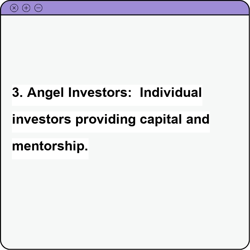 3. Angel Investors:  Individual
investors providing capital and
mentorship.